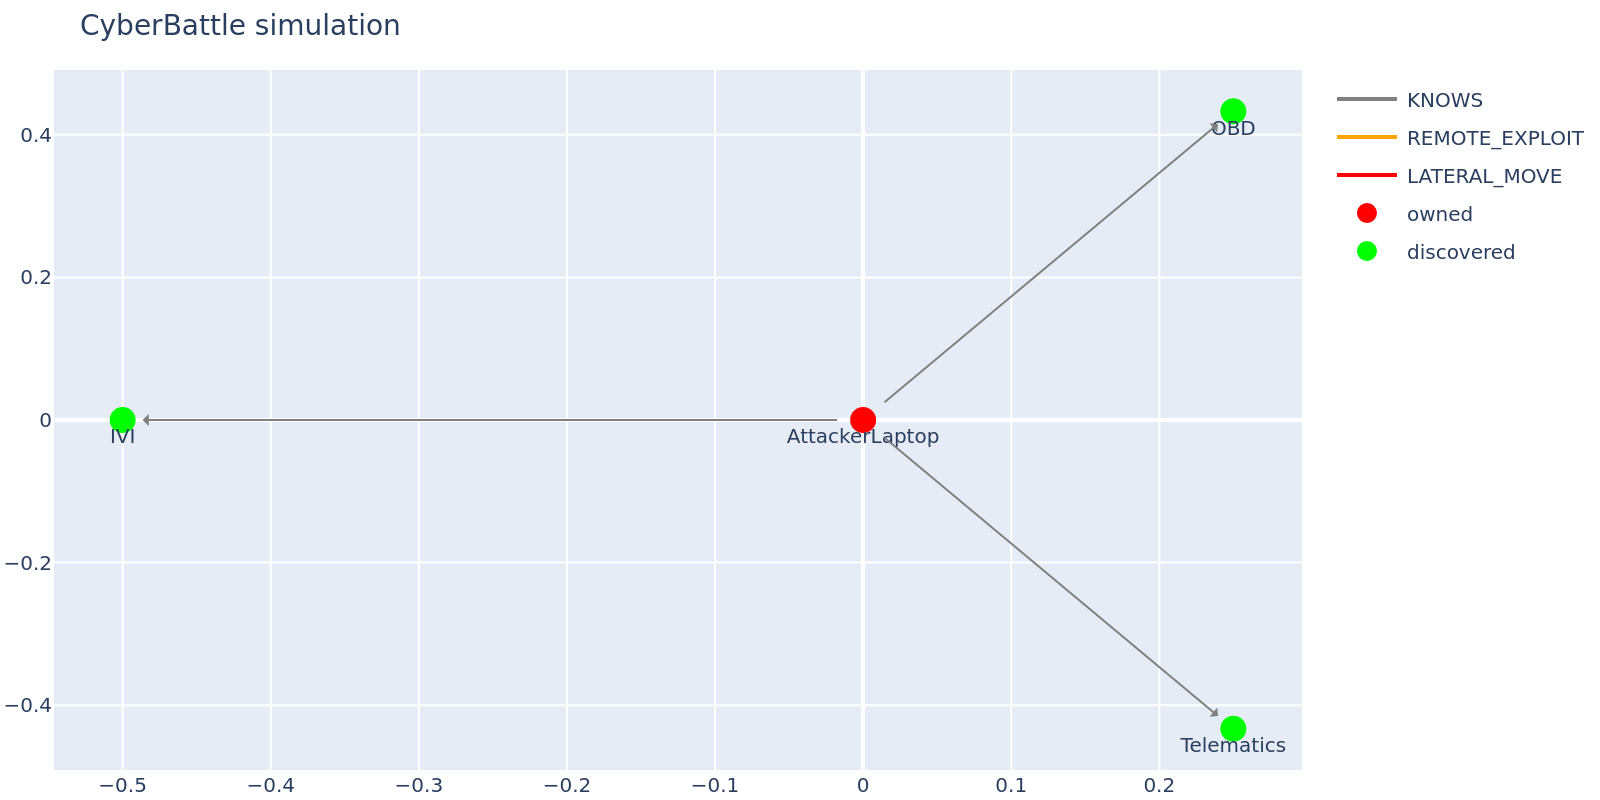 CyberBattle simulation
KNOWS
REMOTE_EXPLOIT
LATERAL_MOVE
owned
discovered
0.4
0.2
0
−0.2
−0.4
OBD
IVI
AttackerLaptop
Telematics
−0.5 −0.4 −0.3 −0.2 −0.1 0 0.1 0.2